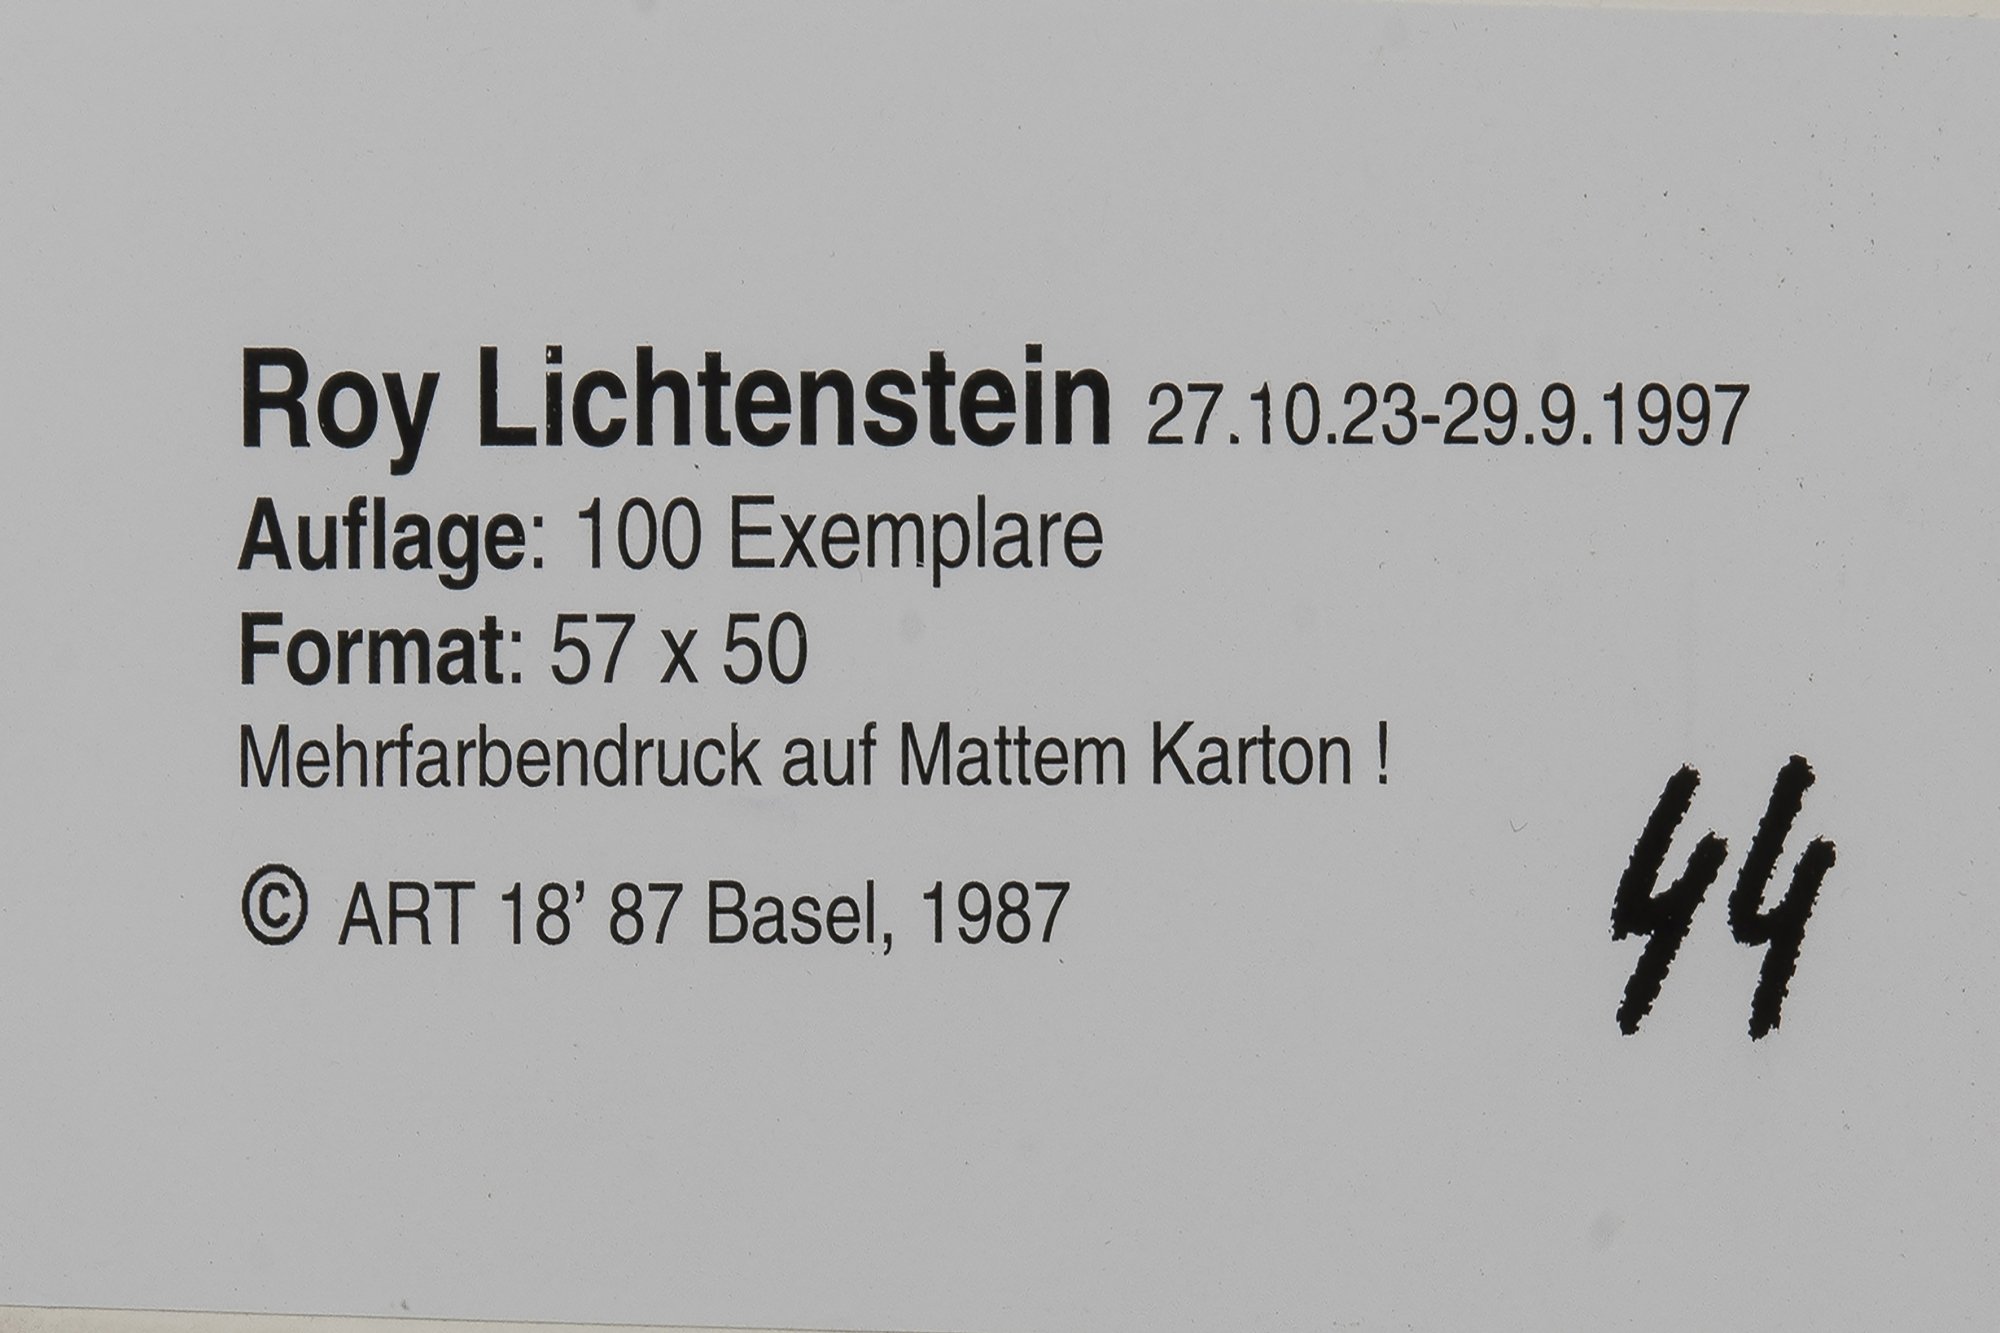 Roy Lichtenstein 27.10.23-29.9.1997
Auflage: 100 Exemplare
Format: 57 x 50
Mehrfarbendruck auf Mattem Karton !
44
© ART 18’ 87 Basel, 1987